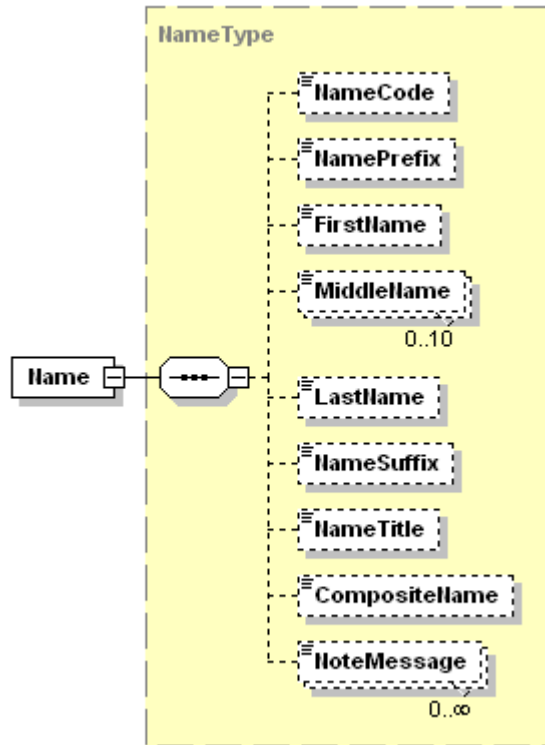 NameType
NameCode
NamePrefix
FirstName
MiddleName
0..10
Name
LastName
NameSuffix
NameTitle
CompositeName
NoteMessage
0..∞